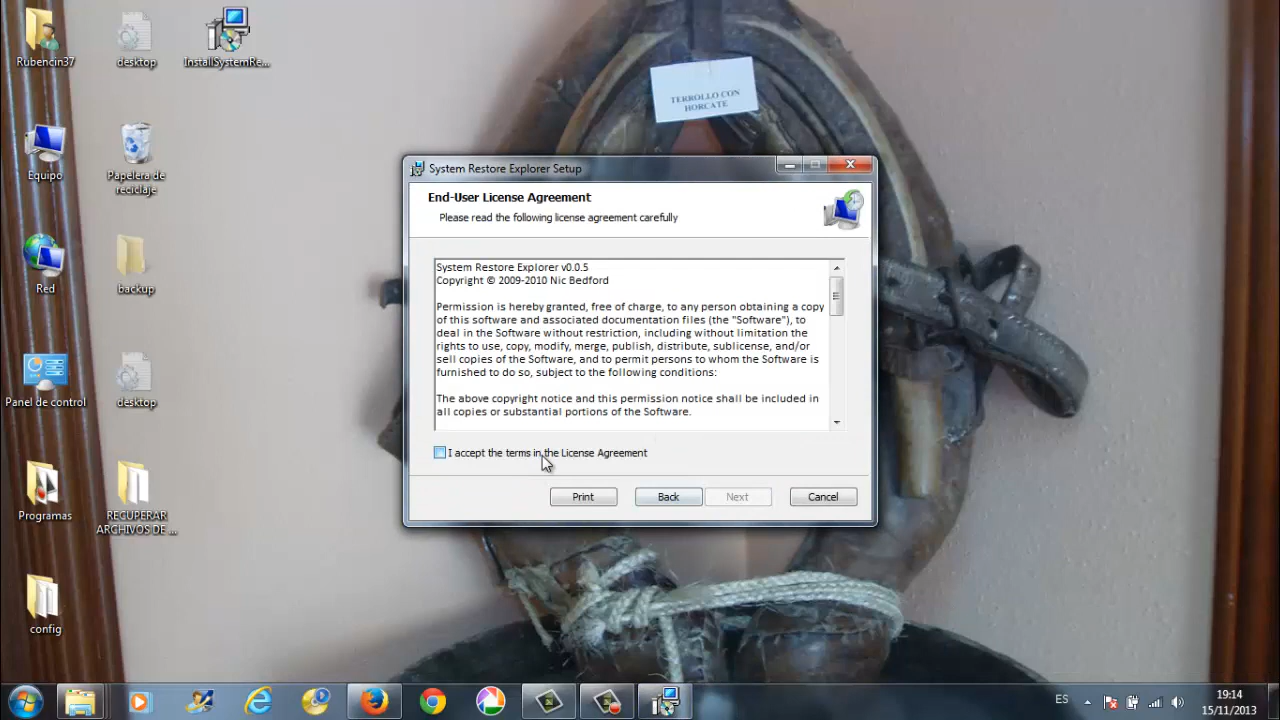 Rubencin37
desktop
InstallSystemRe...
TERROLLO CON
HORCATE
Equipo
Papelera de
reciclaje
Red
backup
Panel de control
desktop
Programas
RECUPERAR
ARCHIVOS DE ...
config
System Restore Explorer Setup
End-User License Agreement
Please read the following license agreement carefully
System Restore Explorer v0.0.5
Copyright © 2009-2010 Nic Bedford
Permission is hereby granted, free of charge, to any person obtaining a copy
of this software and associated documentation files (the "Software"), to
deal in the Software without restriction, including without limitation the
rights to use, copy, modify, merge, publish, distribute, sublicense, and/or
sell copies of the Software, and to permit persons to whom the Software is
furnished to do so, subject to the following conditions:
The above copyright notice and this permission notice shall be included in
all copies or substantial portions of the Software.
I accept the terms in the License Agreement
Print
Back
Next
Cancel
ES
19:14
15/11/2013